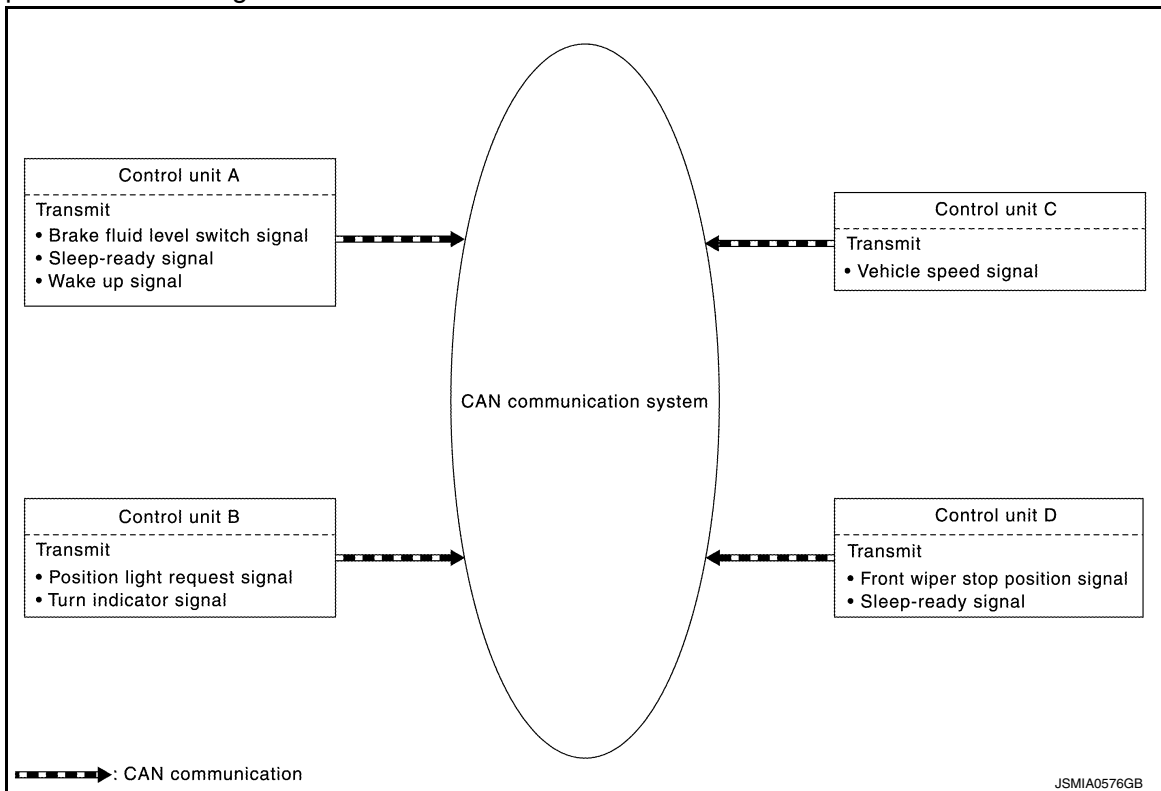 Control unit A
Transmit
• Brake fluid level switch signal
• Sleep-ready signal
• Wake up signal
Control unit C
Transmit
• Vehicle speed signal
CAN communication system
Control unit B
Transmit
• Position light request signal
• Turn indicator signal
Control unit D
Transmit
• Front wiper stop position signal
• Sleep-ready signal
: CAN communication
JSMIA0576GB